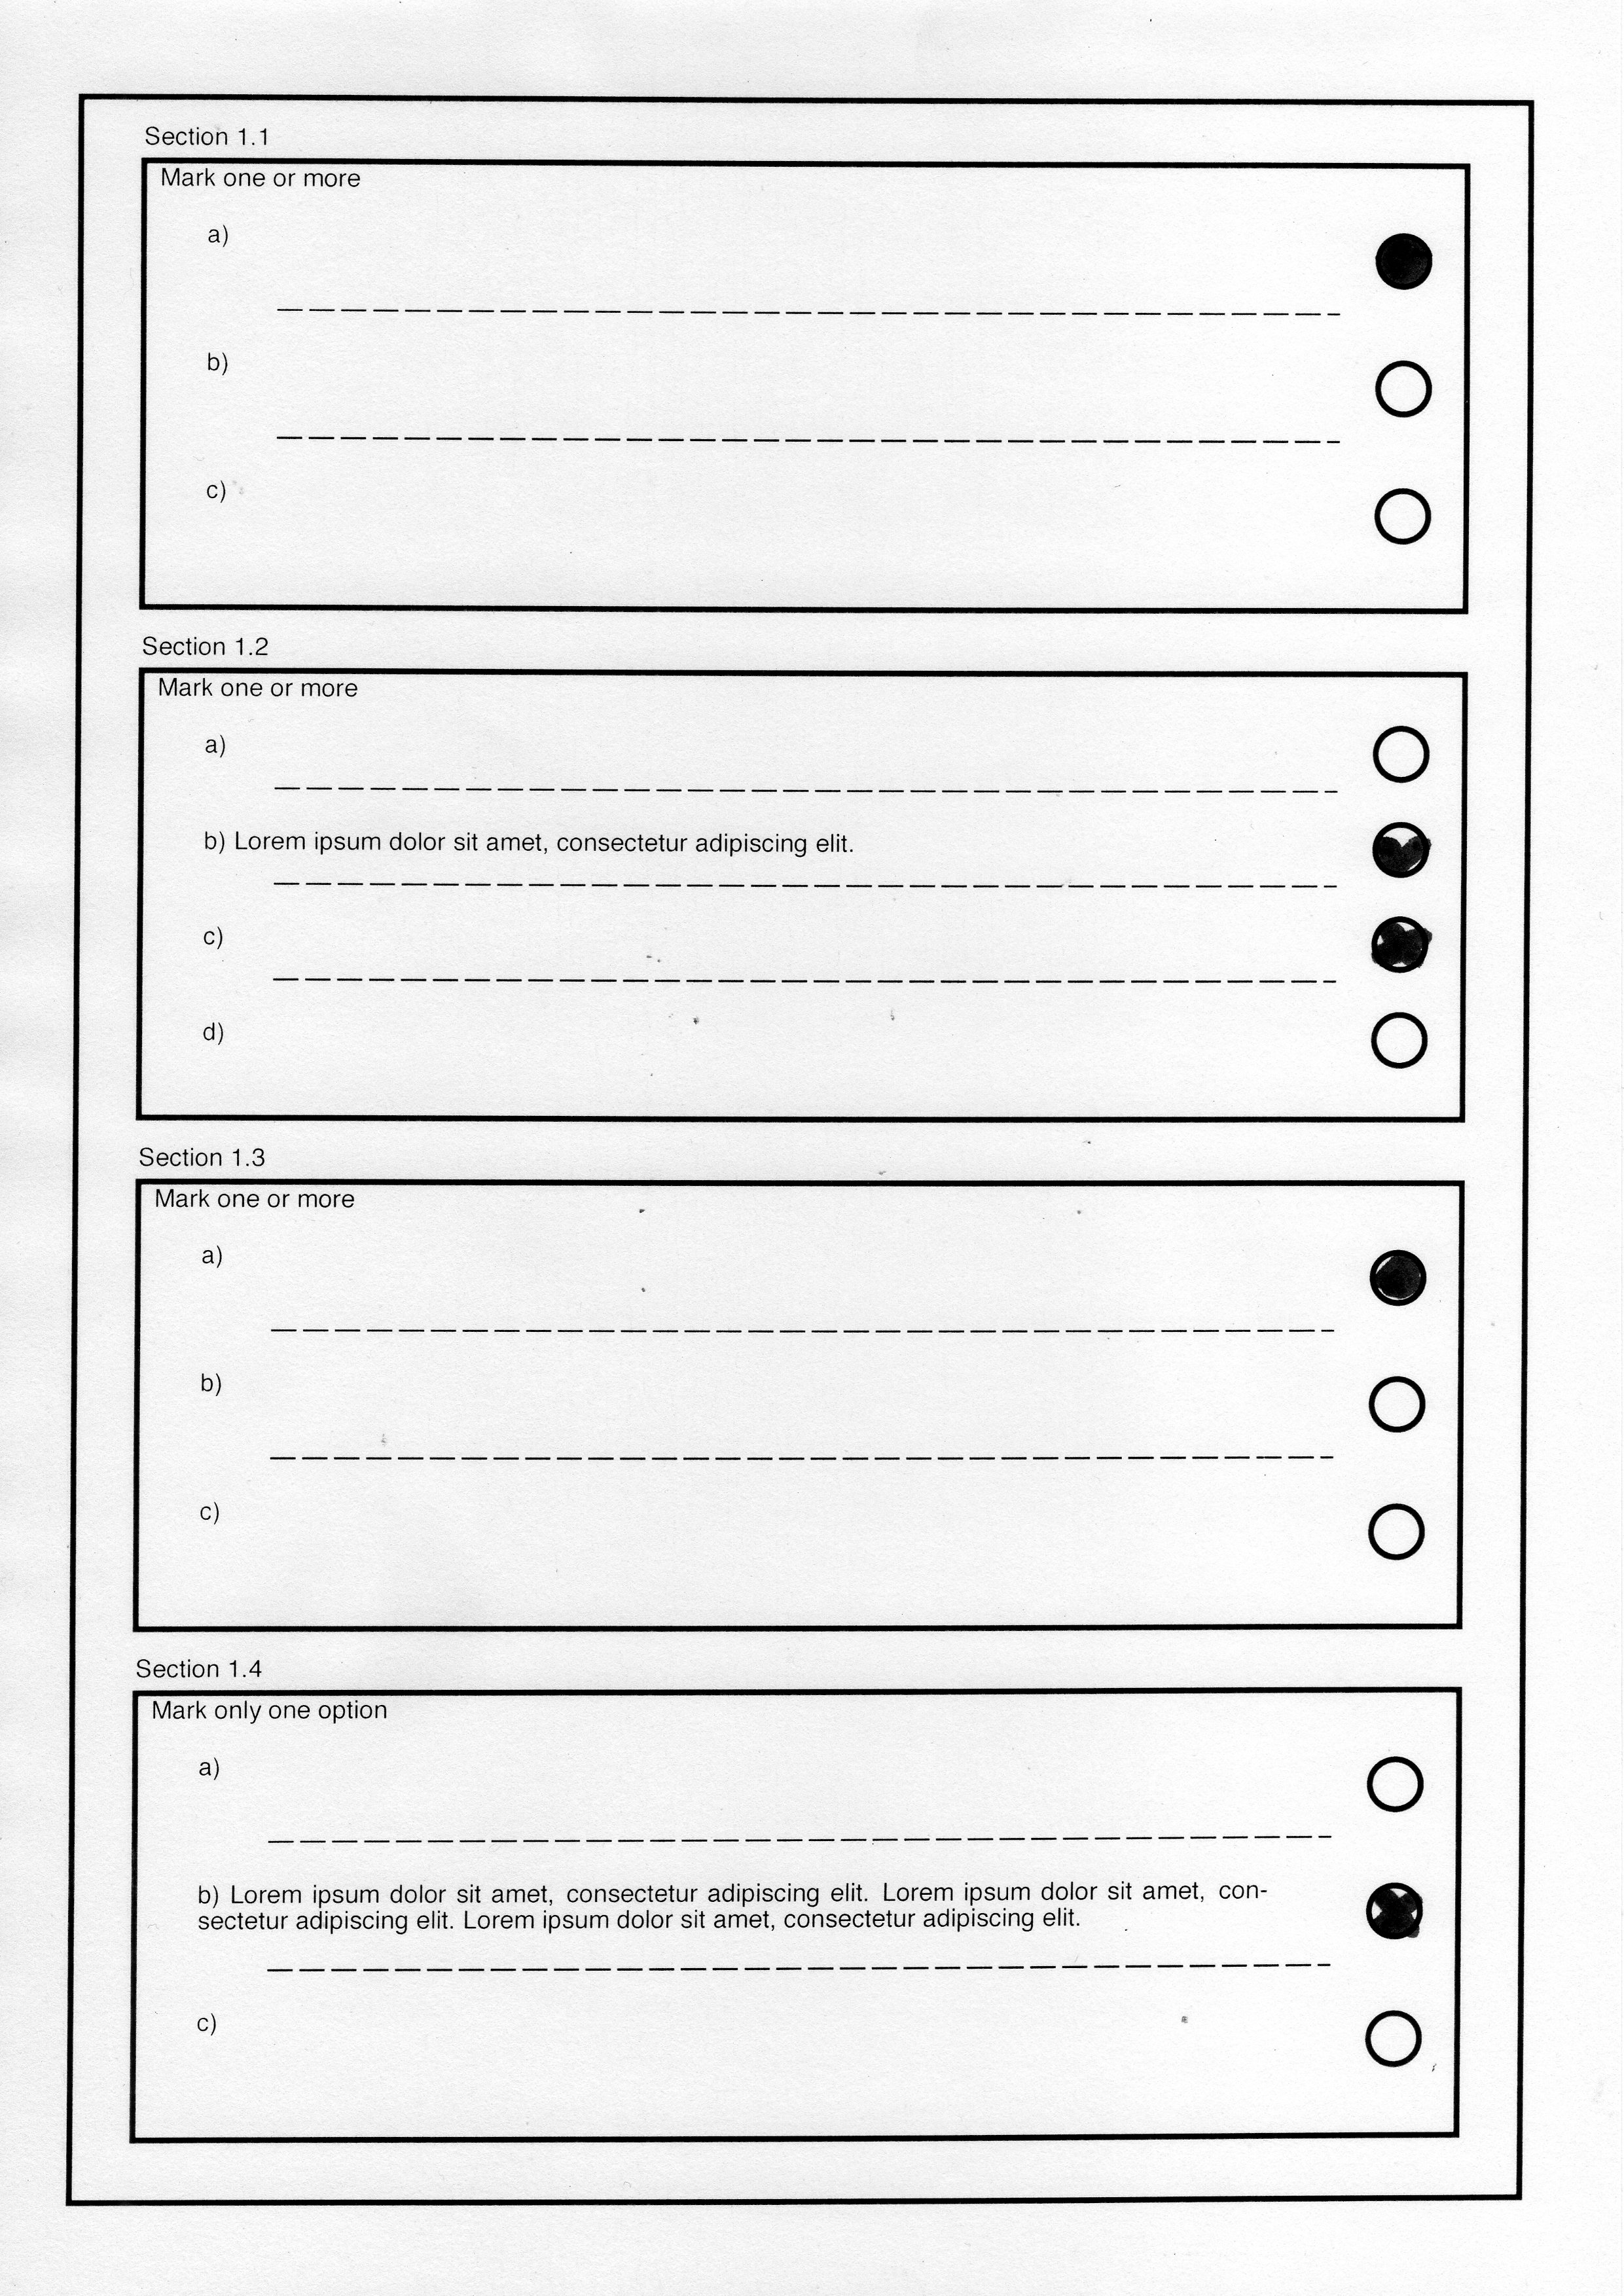 Section 1.1
Mark one or more
a)
b)
c)
Section 1.2
Mark one or more
a)
b) Lorem ipsum dolor sit amet, consectetur adipiscing elit.
c)
d)
Section 1.3
Mark one or more
a)
b)
c)
Section 1.4
Mark only one option
a)
b) Lorem ipsum dolor sit amet, consectetur adipiscing elit. Lorem ipsum dolor sit amet, con-
sectetur adipiscing elit. Lorem ipsum dolor sit amet, consectetur adipiscing elit.
c)